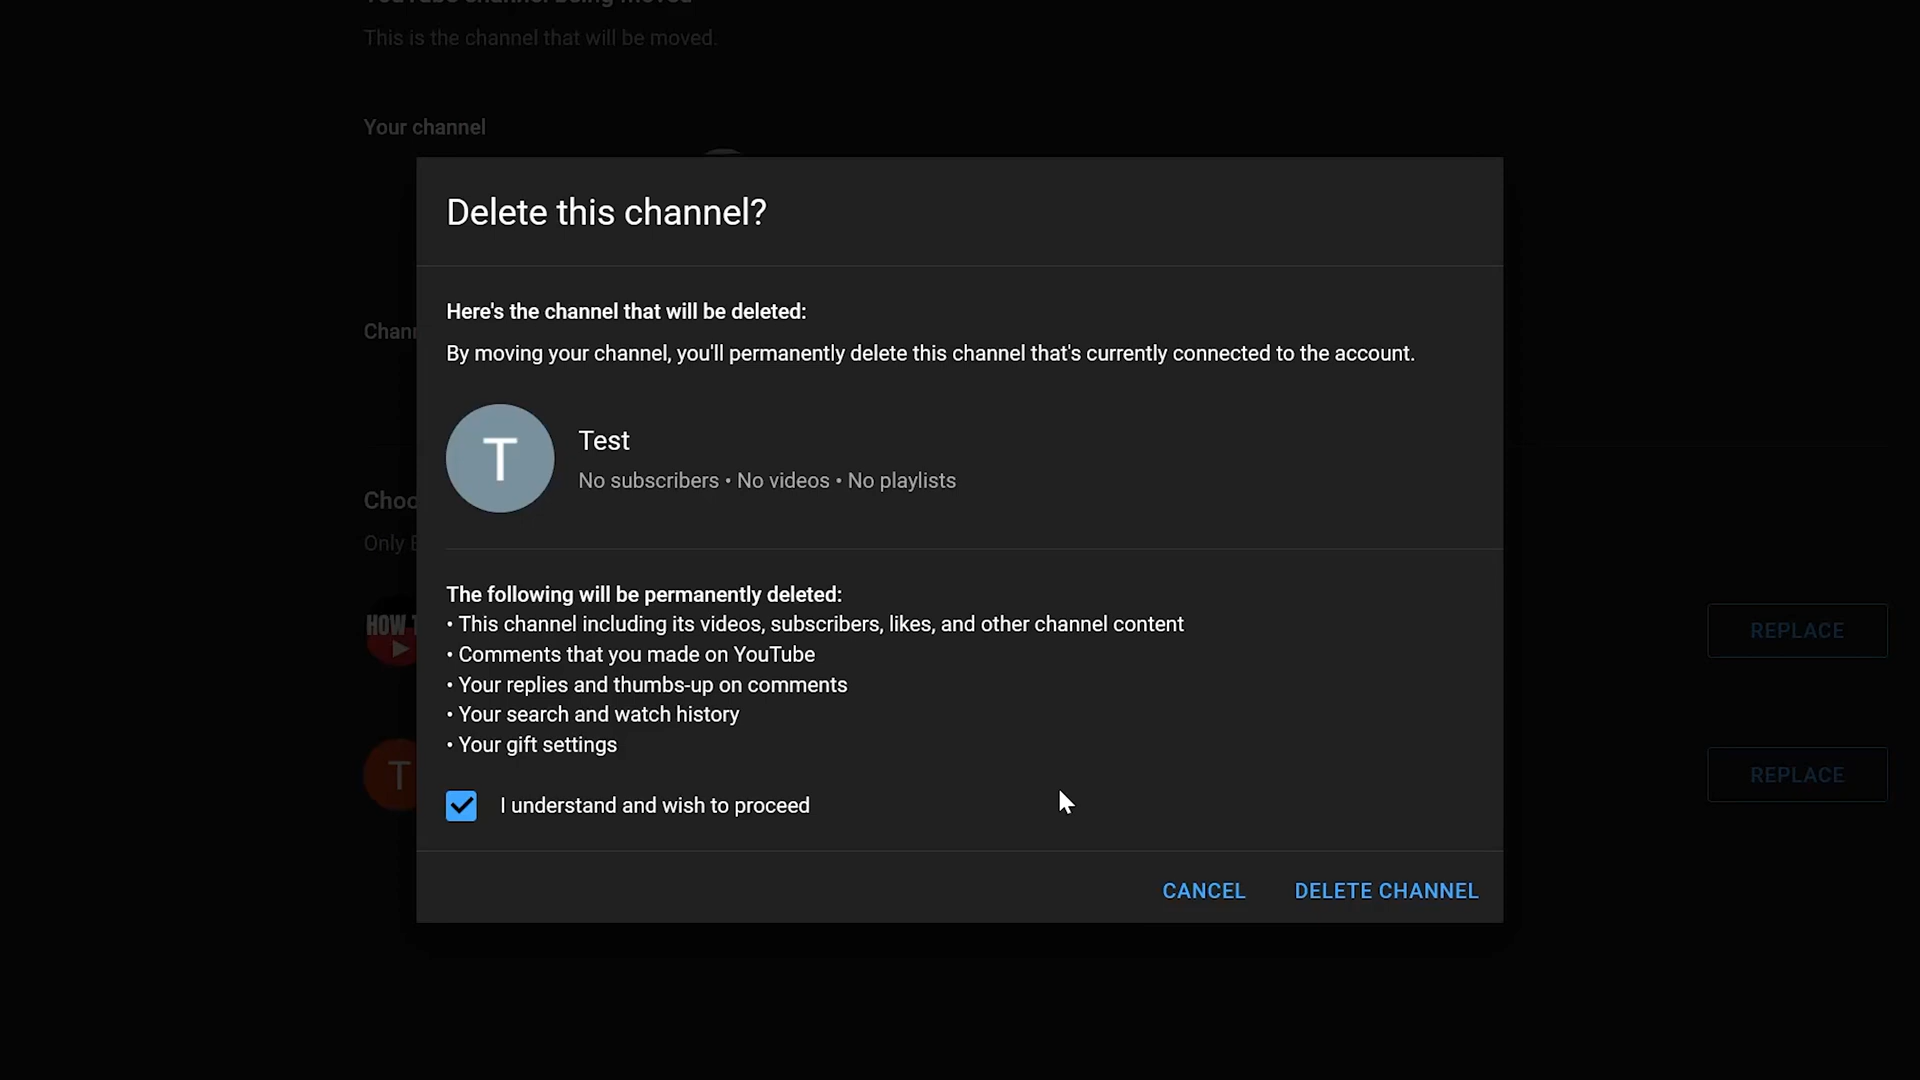 This is the channel that will be moved.
Your channel
Delete this channel?
Here's the channel that will be deleted:
Chann
By moving your channel, you'll permanently delete this channel that's currently connected to the account.
T
Test
No subscribers • No videos • No playlists
Choo
Only
The following will be permanently deleted:
• This channel including its videos, subscribers, likes, and other channel content
HOW
REPLACE
• Comments that you made on YouTube
• Your replies and thumbs-up on comments
• Your search and watch history
• Your gift settings
T
REPLACE
I understand and wish to proceed
CANCEL
DELETE CHANNEL